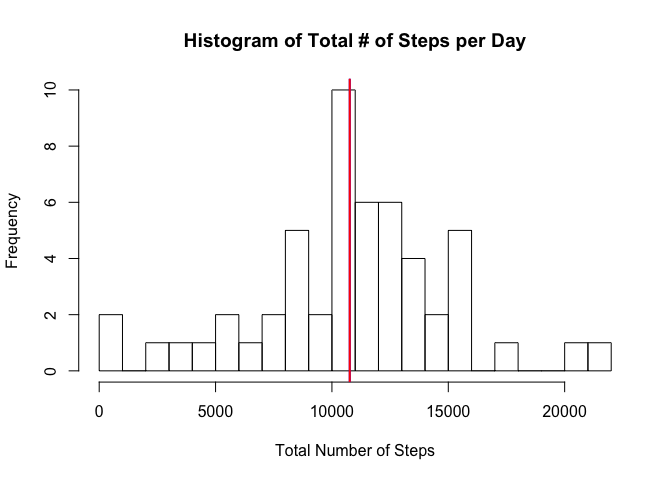 Histogram of Total # of Steps per Day
Frequency
10
8
6
4
2
0
0 5000 10000 15000 20000
Total Number of Steps